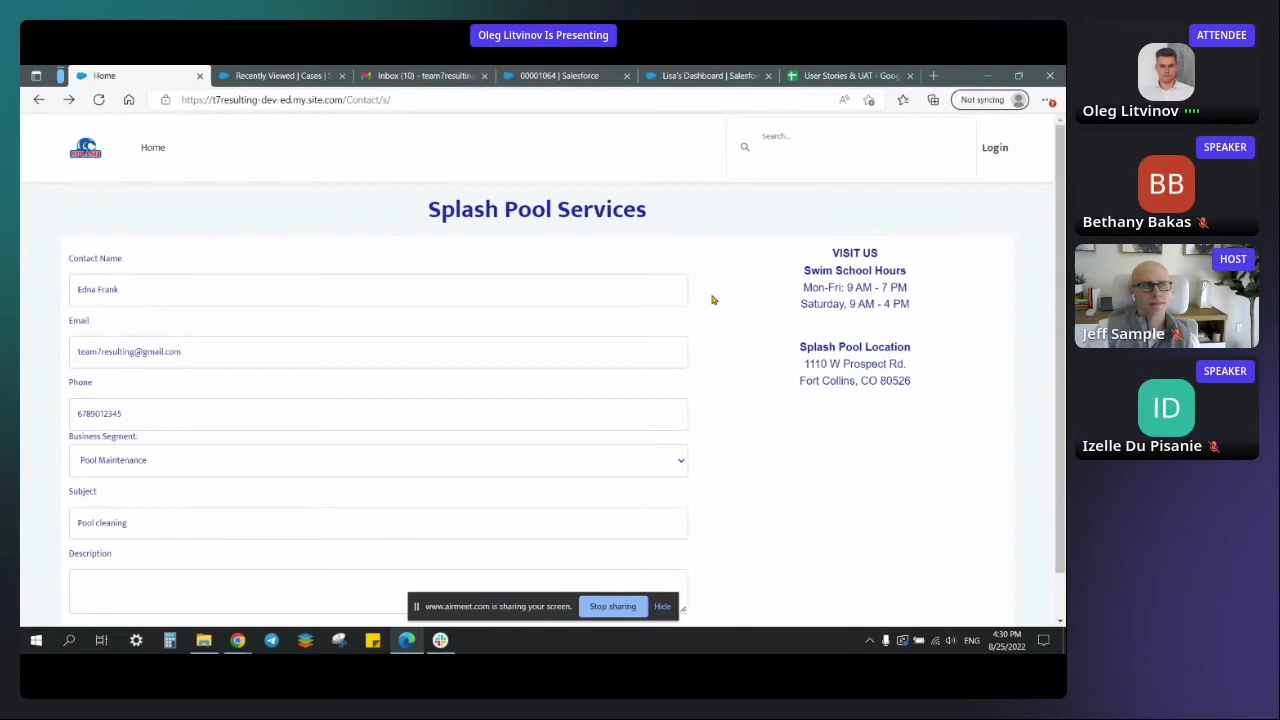 Oleg Litvinov Is Presenting
Home
Recently Viewed | Cases | S
Inbox (10) - team7resulting
00001064 | Salesforce
Lisa's Dashboard | Salesfor
User Stories & UAT - Goog
https://t7resulting-dev-ed.my.site.com/Contact/s/
Not syncing
SPLASH
Home
Search...
Login
Splash Pool Services
Contact Name
Edna Frank
Email
team7resulting@gmail.com
Phone
6789012345
Business Segment:
Pool Maintenance
Subject
Pool cleaning
Description
VISIT US
Swim School Hours
Mon-Fri: 9 AM - 7 PM
Saturday, 9 AM - 4 PM
Splash Pool Location
1110 W Prospect Rd.
Fort Collins, CO 80526
www.airmeet.com is sharing your screen.
Stop sharing
Hide
ENG
4:30 PM
8/25/2022
ATTENDEE
Oleg Litvinov
SPEAKER
BB
Bethany Bakas
HOST
Jeff Sample
SPEAKER
ID
Izelle Du Pisanie